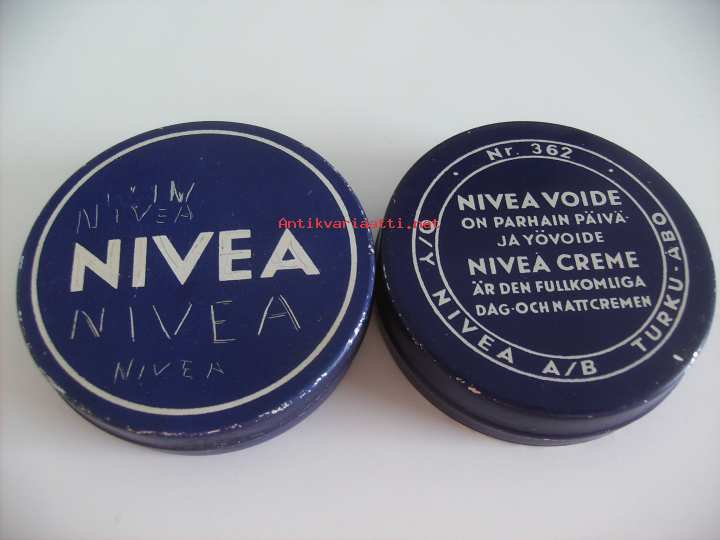 NIVEA
NIVEA
NIVEA
NIVEA
Antikvariaatti.net
Nr. 362
NIVEA VOIDE
ON PARHAIN PÄIVÄ-
JA YÖVOIDE
NIVEA CREME
ÄR DEN FULLKOMLIGA
DAG-OCH NATTCREMEN
O/Y NIVEA A/B TURKU-ÅBO